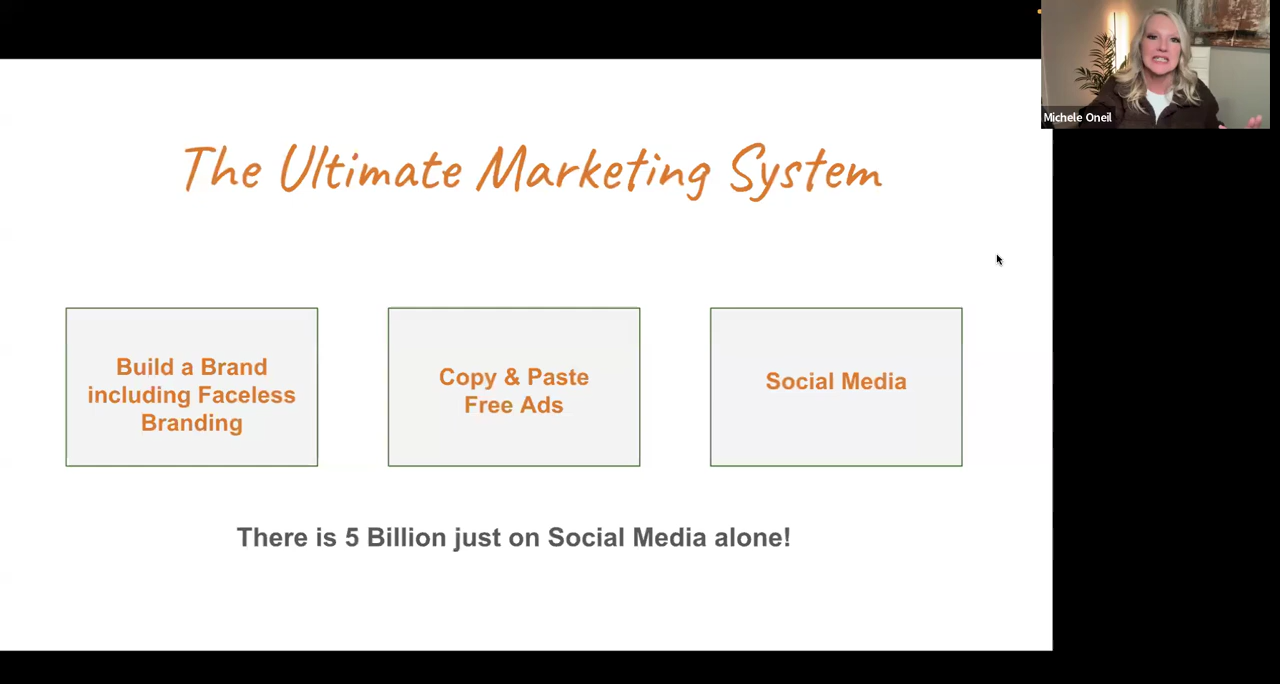 Michele Oneil
The Ultimate Marketing System
Build a Brand
including Faceless
Branding
Copy & Paste
Free Ads
Social Media
There is 5 Billion just on Social Media alone!